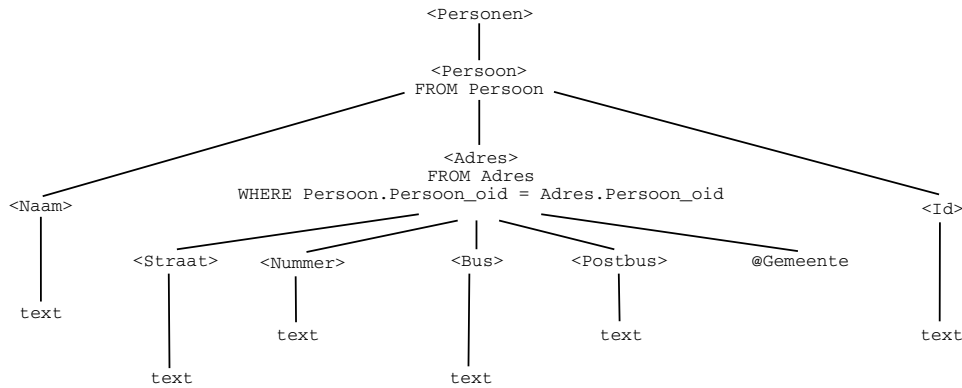 <Personen>
<Persoon>
FROM Persoon
<Adres>
FROM Adres
WHERE Persoon.Persoon_oid = Adres.Persoon_oid
<Naam>
<Id>
<Straat>
<Nummer>
<Bus>
<Postbus>
@Gemeente
text
text
text
text
text
text